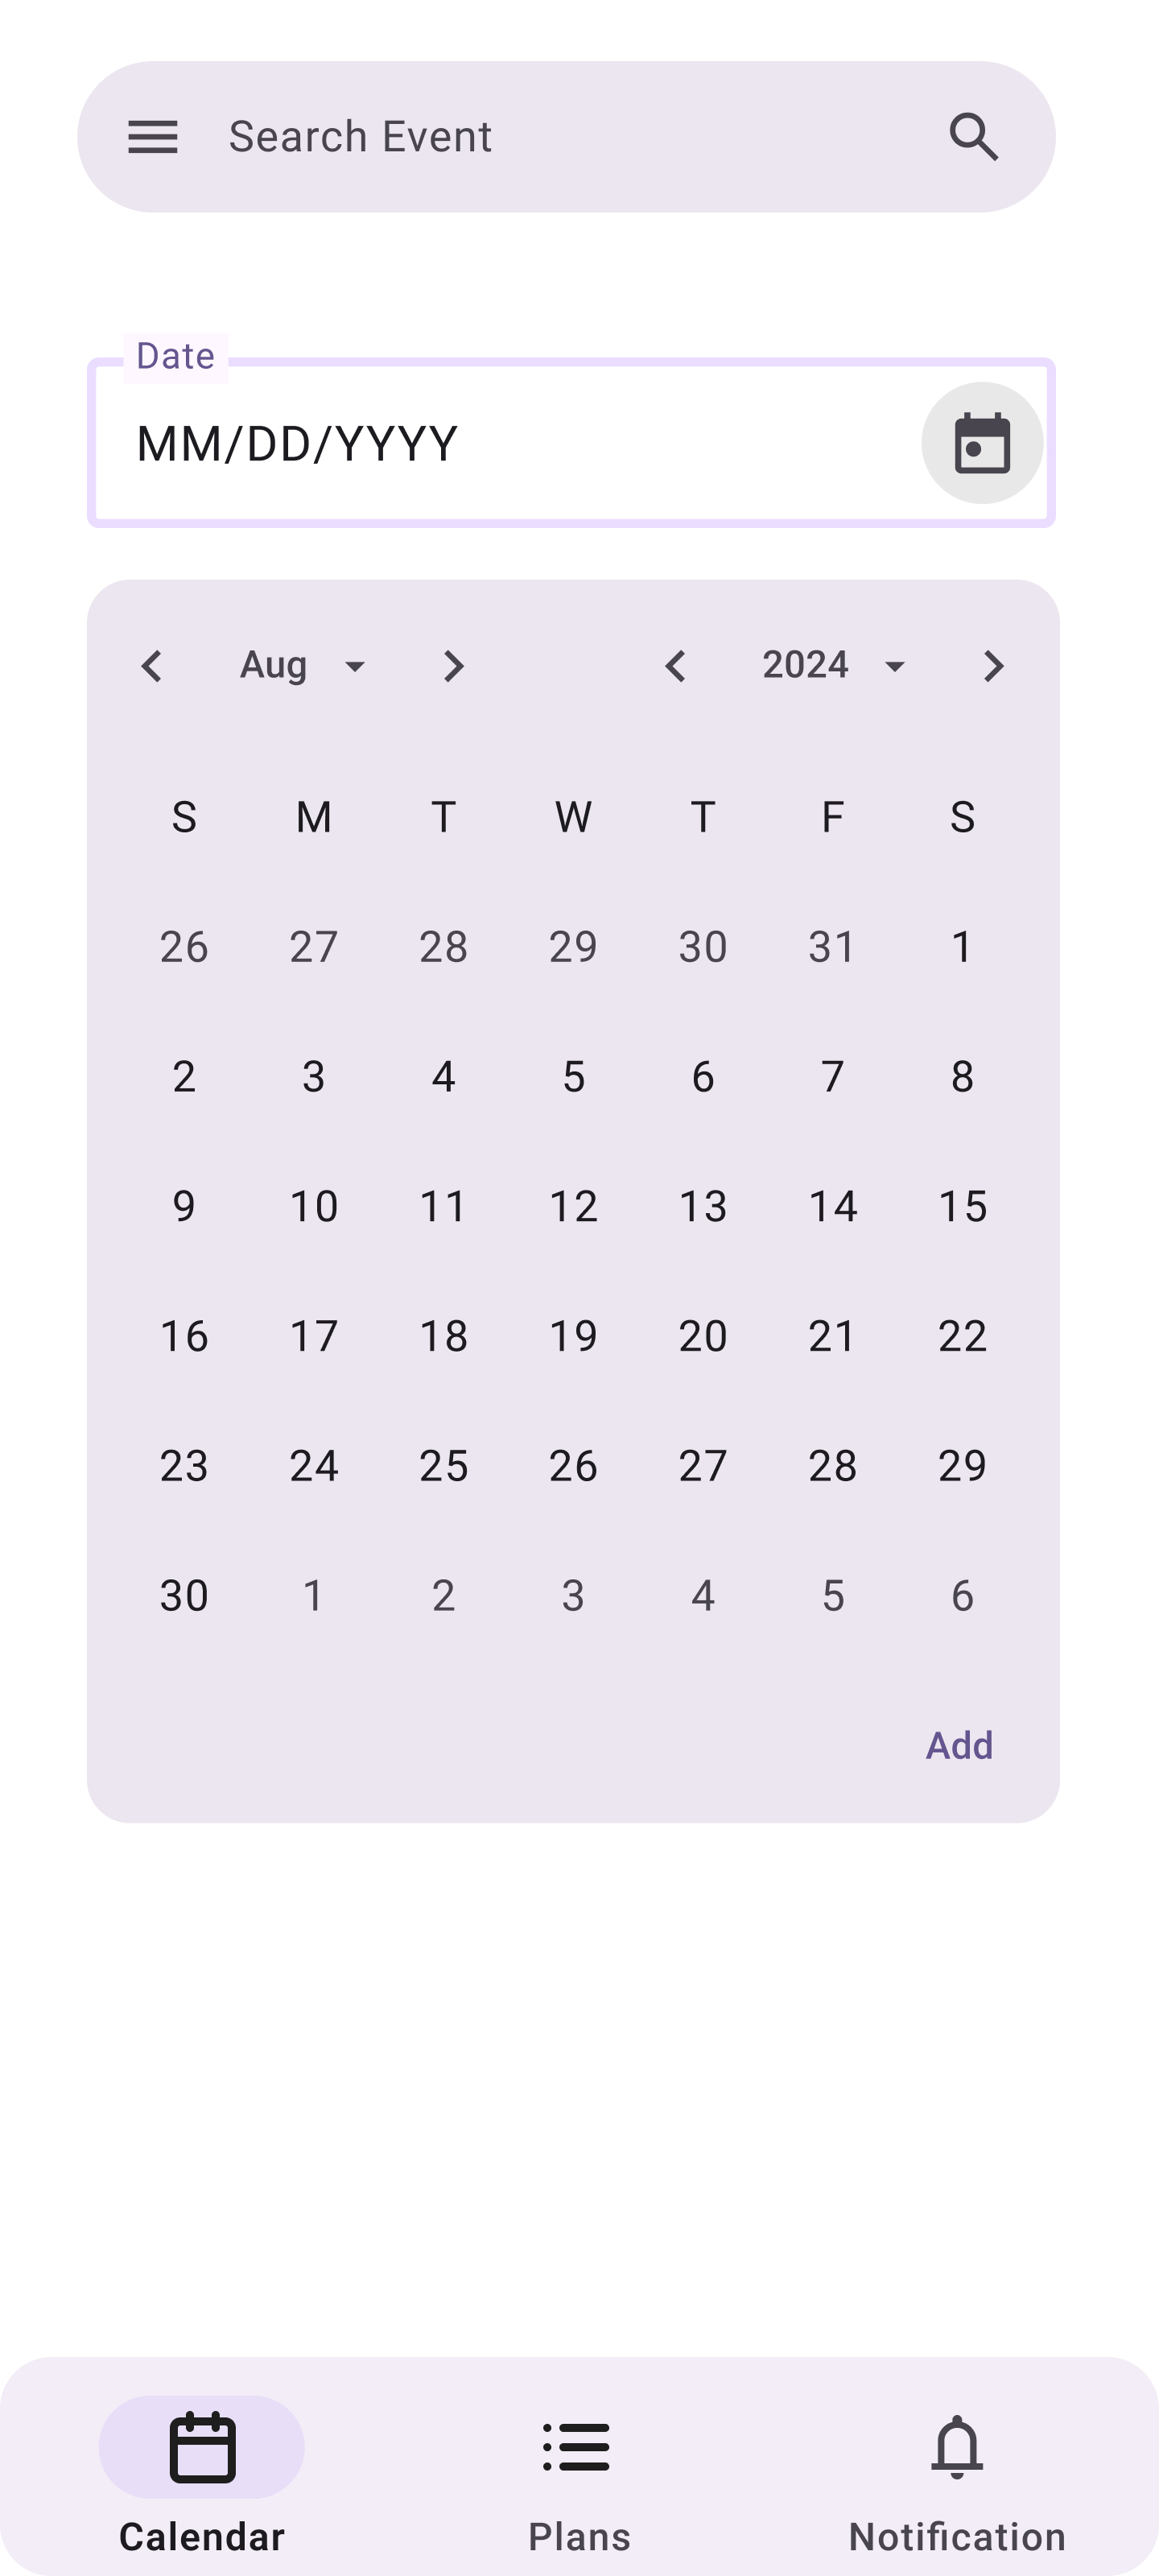 Search Event
Date
MM/DD/YYYY
Aug 2024
S M T W T F S
26 27 28 29 30 31 1
2 3 4 5 6 7 8
9 10 11 12 13 14 15
16 17 18 19 20 21 22
23 24 25 26 27 28 29
30 1 2 3 4 5 6
Add
Calendar Plans Notification